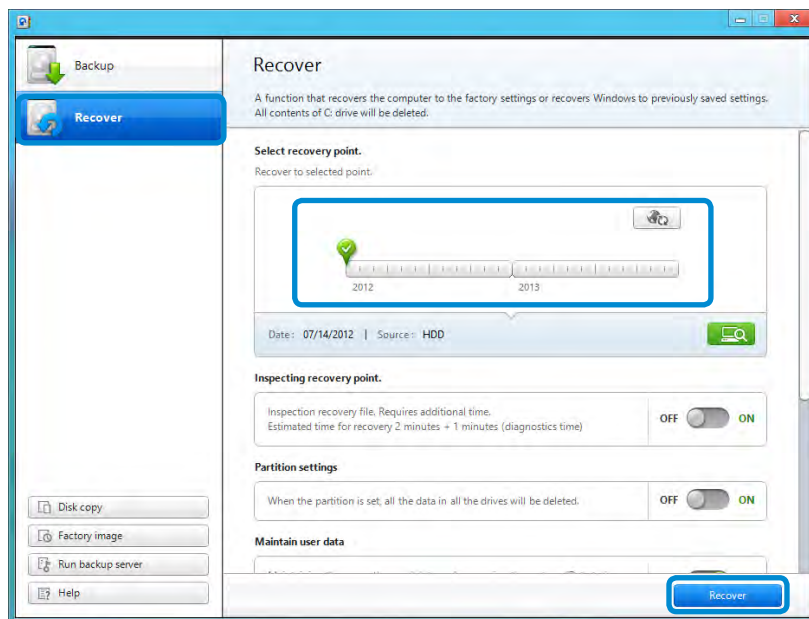 Backup
Recover
Recover
A function that recovers the computer to the factory settings or recovers Windows to previously saved settings.
All contents of C: drive will be deleted.
Select recovery point.
Recover to selected point.
2012 2013
Date : 07/14/2012 | Source : HDD
Inspecting recovery point.
Inspection recovery file. Requires additional time.
Estimated time for recovery 2 minutes + 1 minutes (diagnostics time)
OFF ON
Partition settings
When the partition is set, all the data in all the drives will be deleted.
OFF ON
Maintain user data
Disk copy
Factory image
Run backup server
Help
Recover